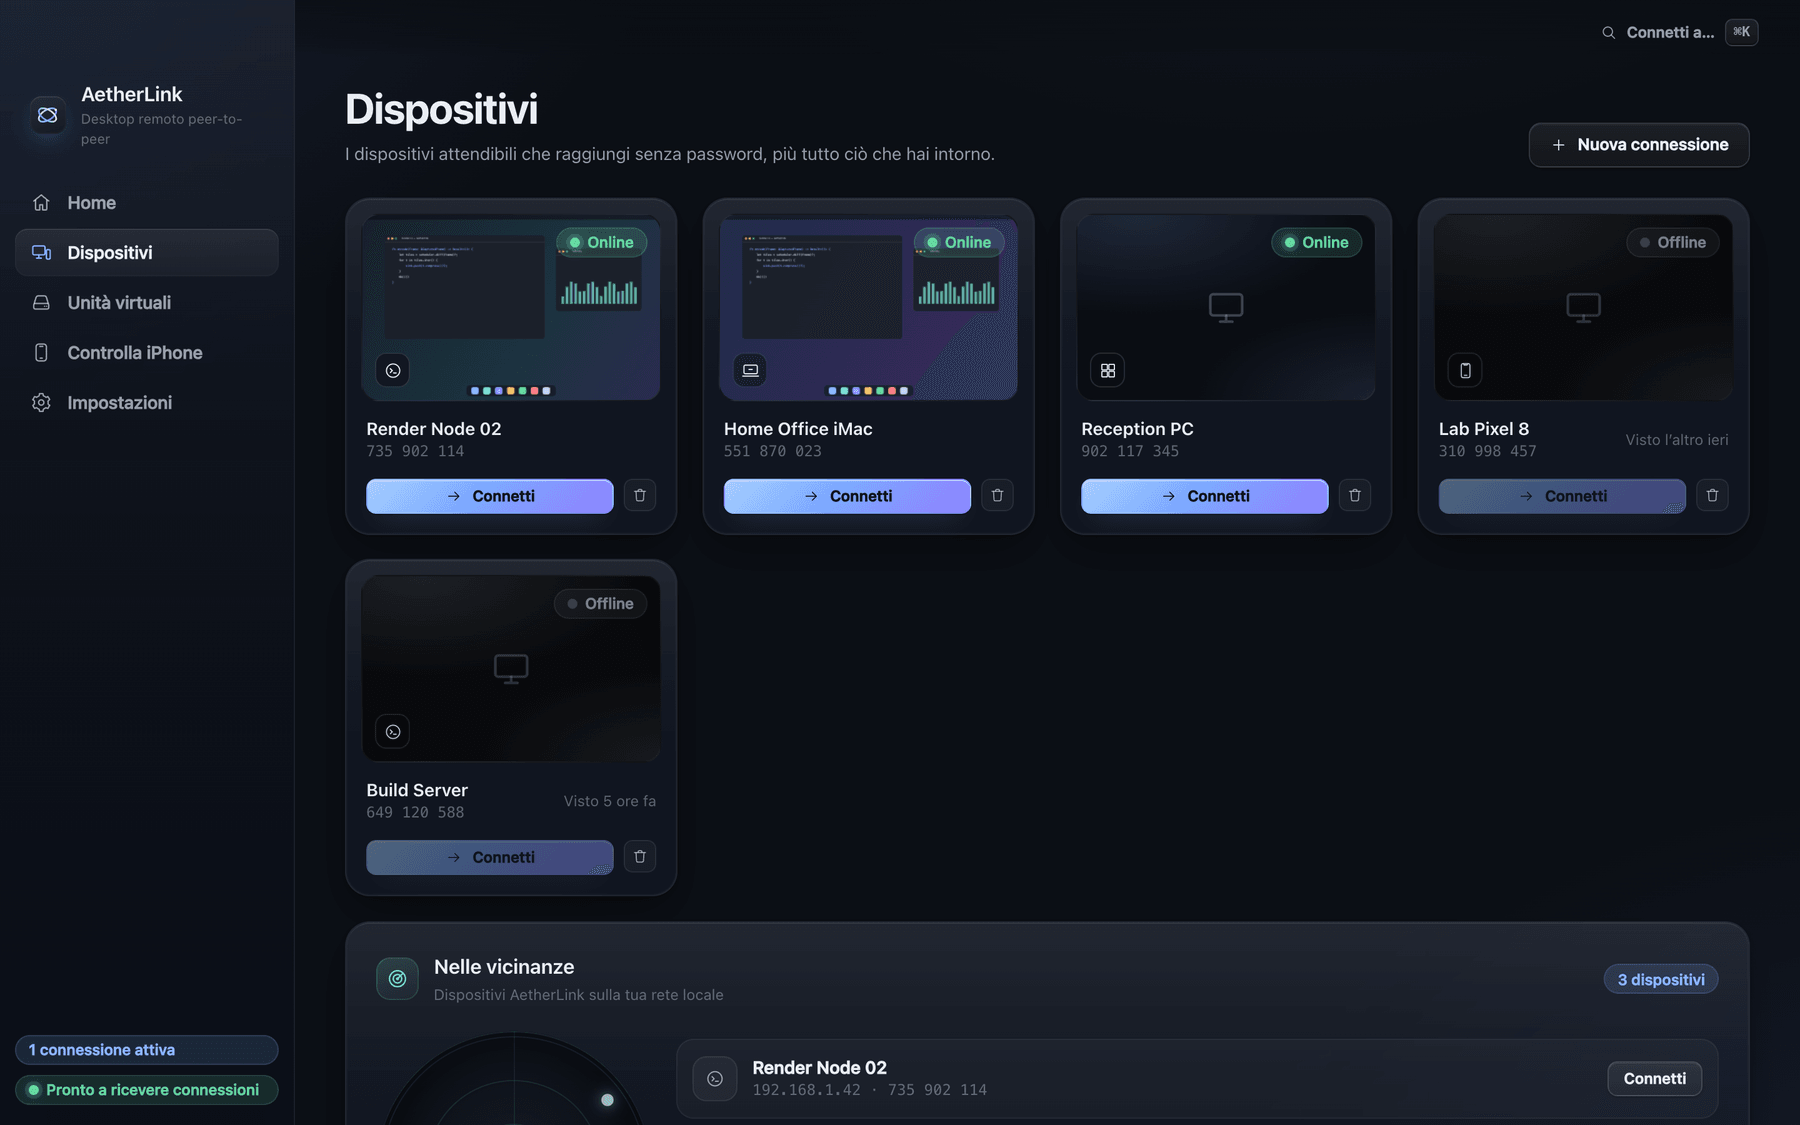 Connetti a... ⌘K
AetherLink
Desktop remoto peer-to-
peer
Home
Dispositivi
Unità virtuali
Controlla iPhone
Impostazioni
1 connessione attiva
Pronto a ricevere connessioni
Dispositivi
I dispositivi attendibili che raggiungi senza password, più tutto ciò che hai intorno.
Nuova connessione
Online
Render Node 02
735 902 114
Connetti
Online
Home Office iMac
551 870 023
Connetti
Online
Reception PC
902 117 345
Connetti
Offline
Lab Pixel 8
310 998 457
Visto l’altro ieri
Connetti
Offline
Build Server
649 120 588
Visto 5 ore fa
Connetti
Nelle vicinanze
Dispositivi AetherLink sulla tua rete locale
3 dispositivi
Render Node 02
192.168.1.42 · 735 902 114
Connetti